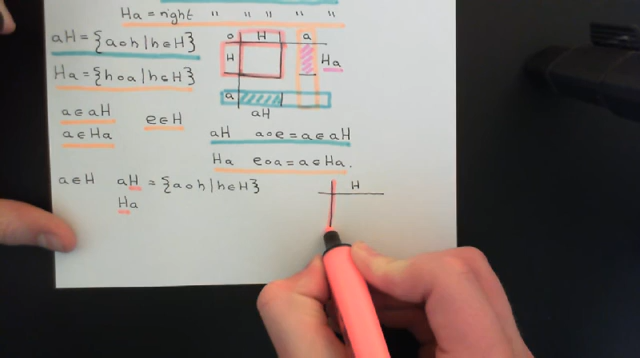 Ha = right " " " "
aH = {a∘h|h∈H}
Ha = {h∘a|h∈H}
∘ H a
H Ha
a
aH
a∈aH e∈H
a∈Ha
aH a∘e=a∈aH
Ha e∘a=a∈Ha.
a∈H aH = {a∘h|h∈H}
Ha
H